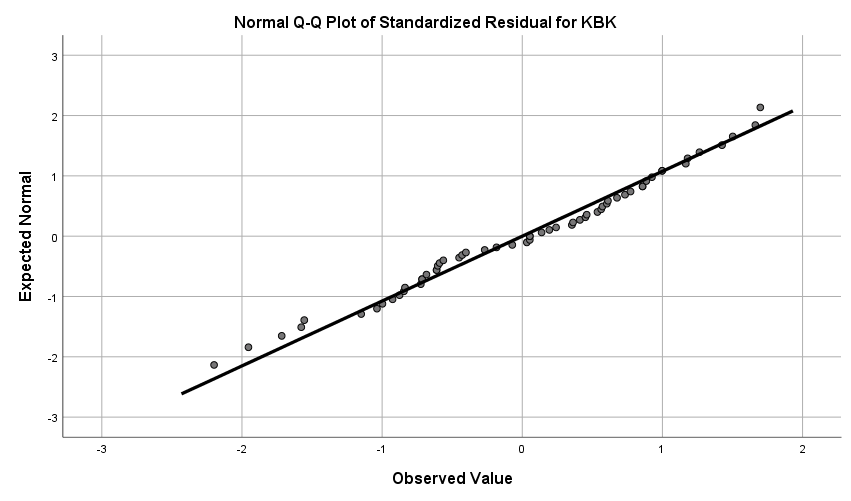 Normal Q-Q Plot of Standardized Residual for KBK
3
2
1
0
-1
-2
-3
Expected Normal
-3 -2 -1 0 1 2
Observed Value